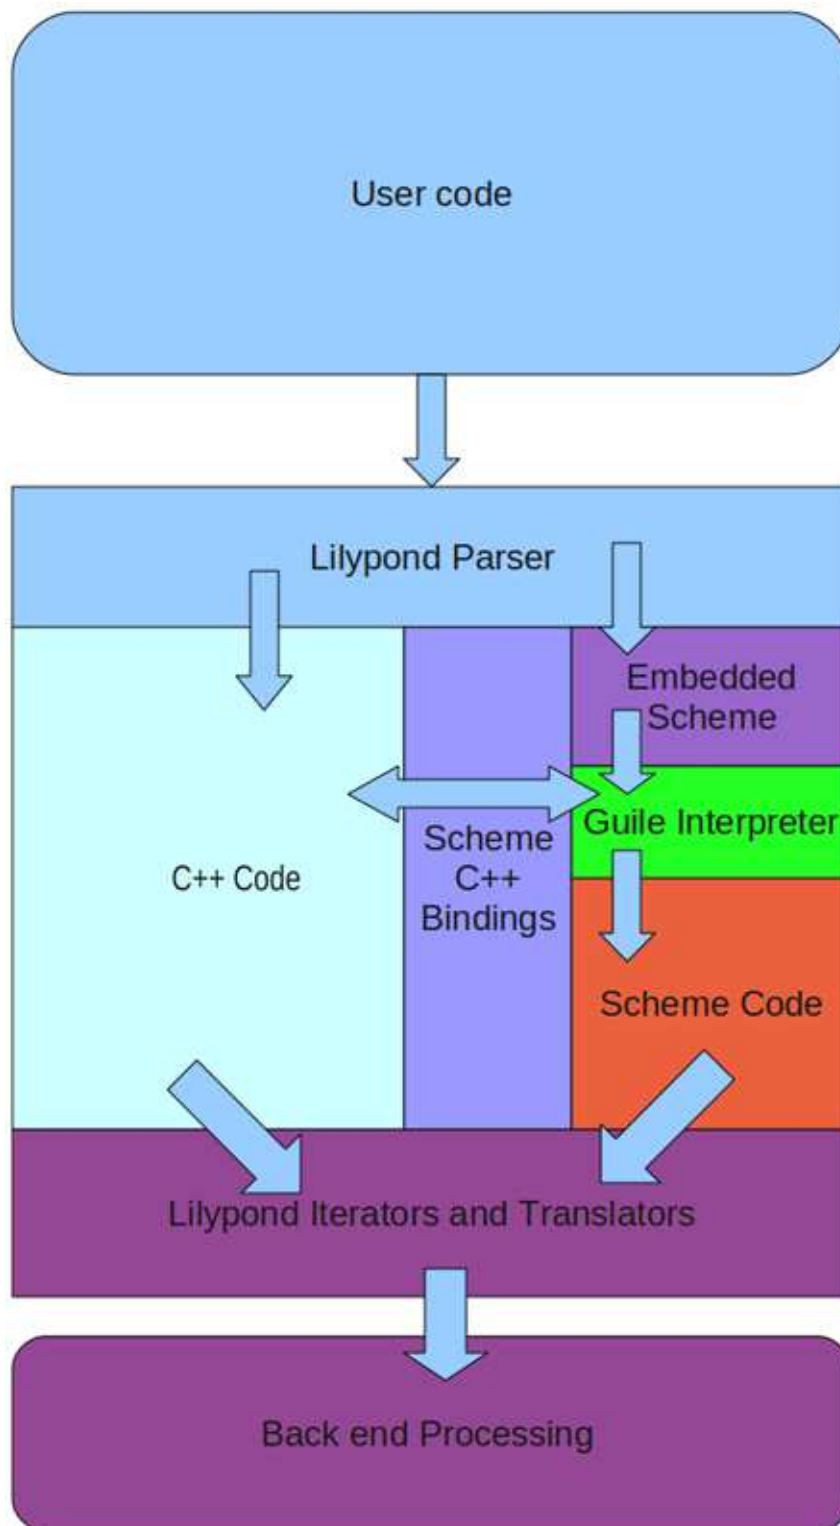 User code
Lilypond Parser
Embedded
Scheme
Guile Interpreter
Scheme
C++
Bindings
C++ Code
Scheme Code
Lilypond Iterators and Translators
Back end Processing